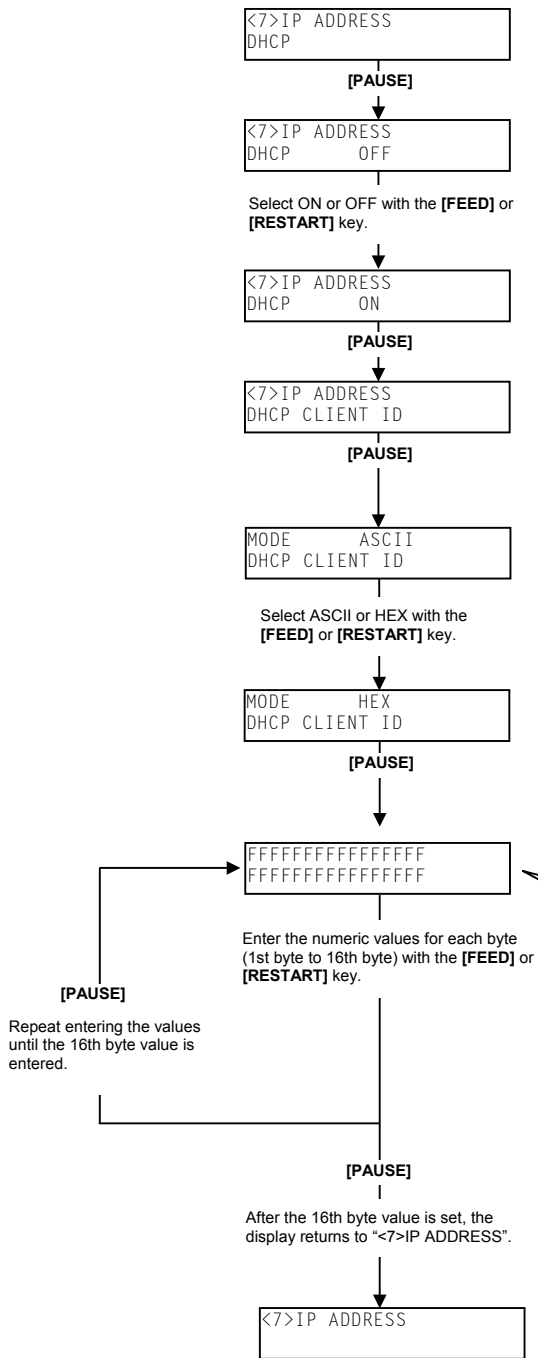 <7>IP ADDRESS
DHCP
[PAUSE]
<7>IP ADDRESS
DHCP OFF
Select ON or OFF with the [FEED] or
[RESTART] key.
<7>IP ADDRESS
DHCP ON
[PAUSE]
<7>IP ADDRESS
DHCP CLIENT ID
[PAUSE]
MODE ASCII
DHCP CLIENT ID
Select ASCII or HEX with the
[FEED] or [RESTART] key.
MODE HEX
DHCP CLIENT ID
[PAUSE]
FFFFFFFFFFFFFFFF
FFFFFFFFFFFFFFFF
Enter the numeric values for each byte
(1st byte to 16th byte) with the [FEED] or
[RESTART] key.
[PAUSE]
Repeat entering the values
until the 16th byte value is
entered.
[PAUSE]
After the 16th byte value is set, the
display returns to “<7>IP ADDRESS”.
<7>IP ADDRESS